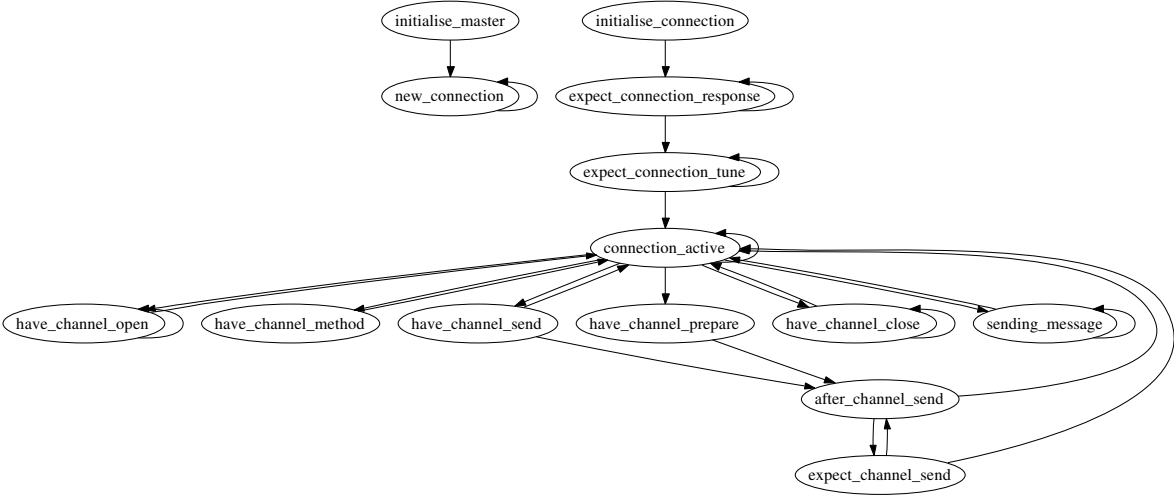 initialise_master
initialise_connection
new_connection
expect_connection_response
expect_connection_tune
connection_active
have_channel_open
have_channel_method
have_channel_send
have_channel_prepare
have_channel_close
sending_message
after_channel_send
expect_channel_send